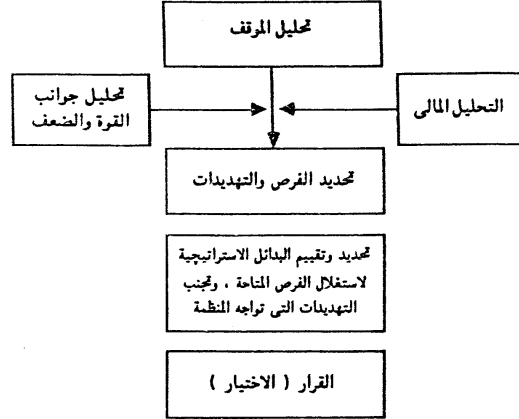 تحليل الموقف
تحليل جوانب
القوة والضعف
التحليل المالى
تحديد الفرص والتهديدات
تحديد وتقييم البدائل الاستراتيجية
لاستغلال الفرص المتاحة ، وتجنب
التهديدات التى تواجه المنظمة
القرار ( الاختيار )